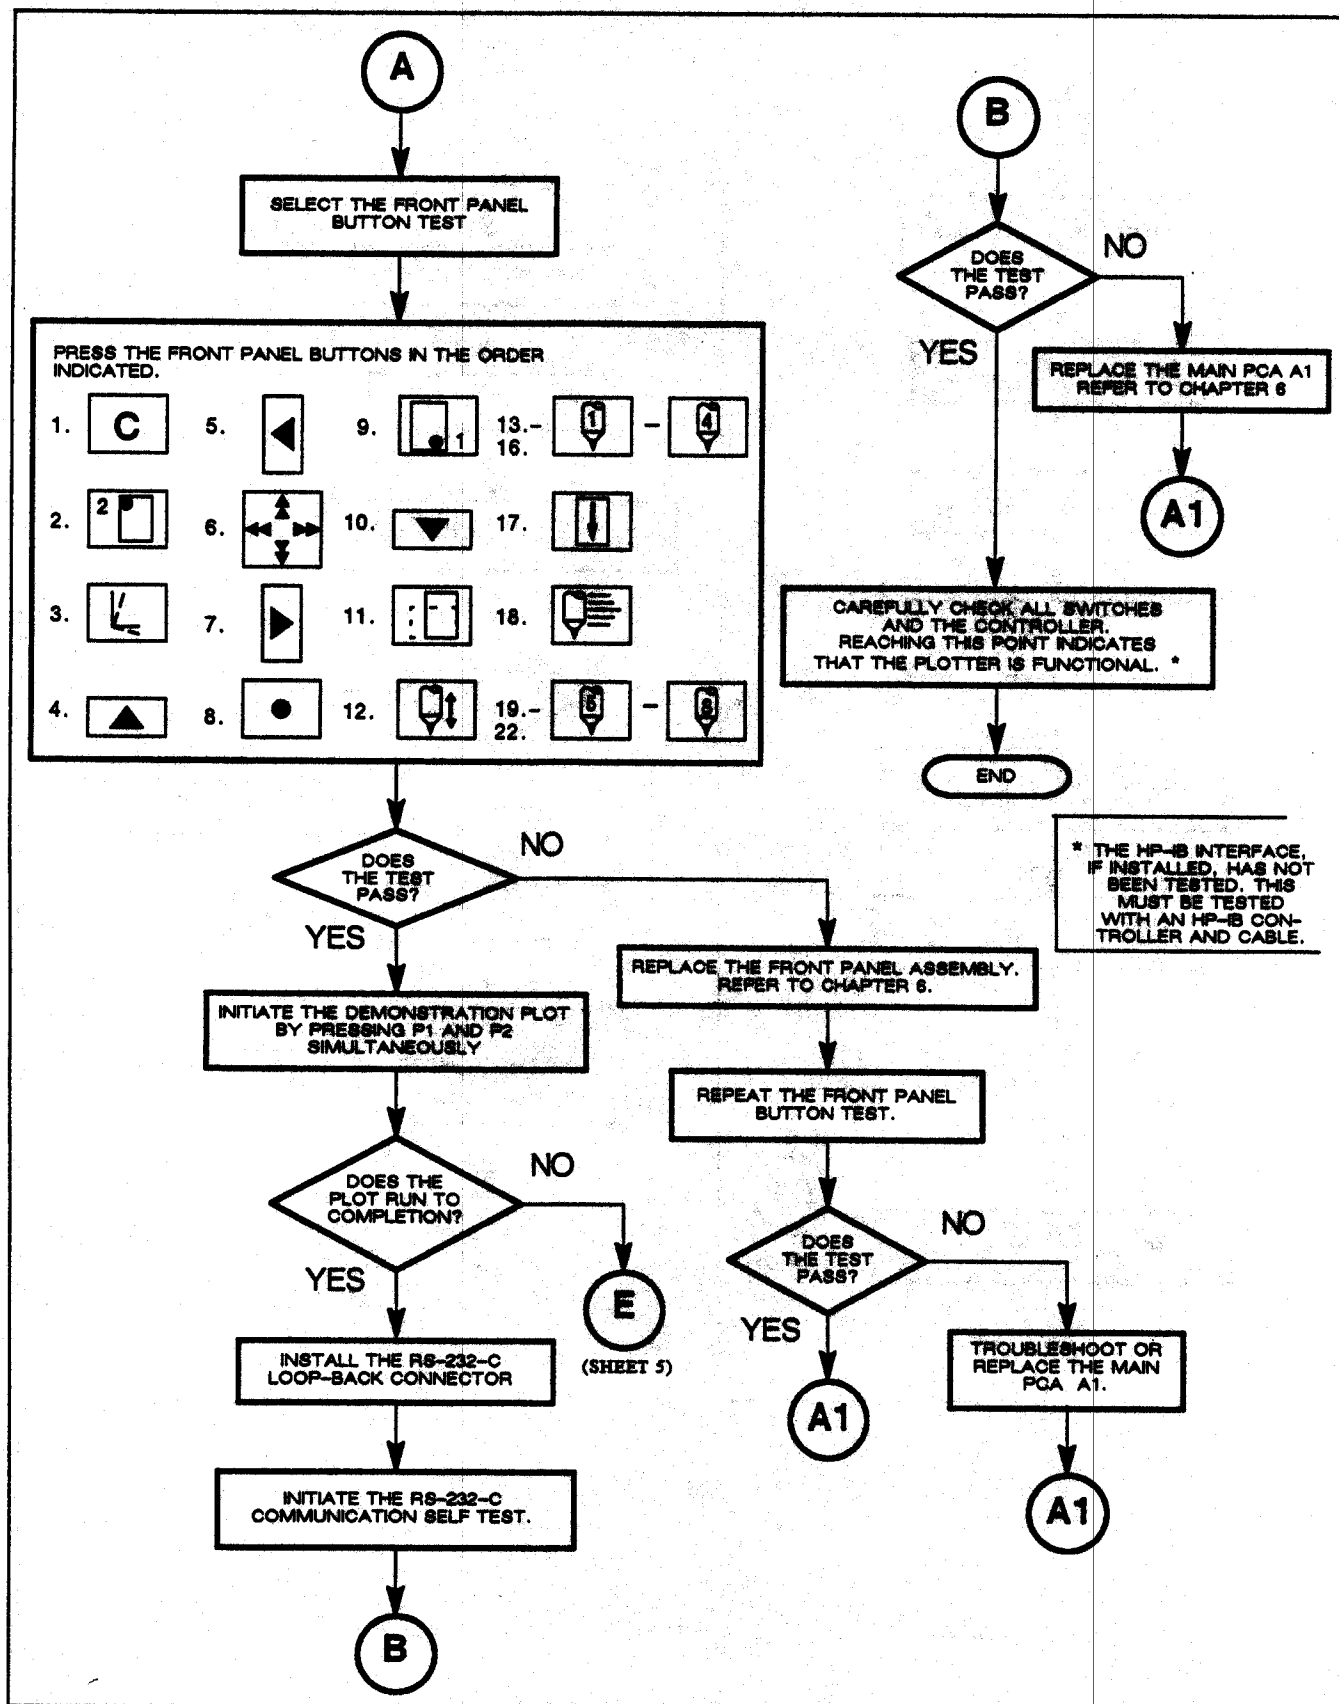 A
SELECT THE FRONT PANEL
BUTTON TEST
PRESS THE FRONT PANEL BUTTONS IN THE ORDER
INDICATED.
1. C
5.
9. 1
13.-
16.
1 - 4
2. 2
6.
10.
17.
3.
7.
11.
18.
4.
8.
12.
19.-
22.
5 - 8
DOES
THE TEST
PASS?
NO
YES
INITIATE THE DEMONSTRATION PLOT
BY PRESSING P1 AND P2
SIMULTANEOUSLY
DOES THE
PLOT RUN TO
COMPLETION?
NO
E
(SHEET 5)
YES
INSTALL THE RS-232-C
LOOP-BACK CONNECTOR
INITIATE THE RS-232-C
COMMUNICATION SELF TEST.
B
REPLACE THE FRONT PANEL ASSEMBLY.
REFER TO CHAPTER 6.
REPEAT THE FRONT PANEL
BUTTON TEST.
DOES
THE TEST
PASS?
NO
YES
A1
TROUBLESHOOT OR
REPLACE THE MAIN
PCA A1.
A1
B
DOES
THE TEST
PASS?
NO
YES
REPLACE THE MAIN PCA A1
REFER TO CHAPTER 6
A1
CAREFULLY CHECK ALL SWITCHES
AND THE CONTROLLER.
REACHING THIS POINT INDICATES
THAT THE PLOTTER IS FUNCTIONAL. *
END
* THE HP-IB INTERFACE,
IF INSTALLED, HAS NOT
BEEN TESTED. THIS
MUST BE TESTED
WITH AN HP-IB CON-
TROLLER AND CABLE.